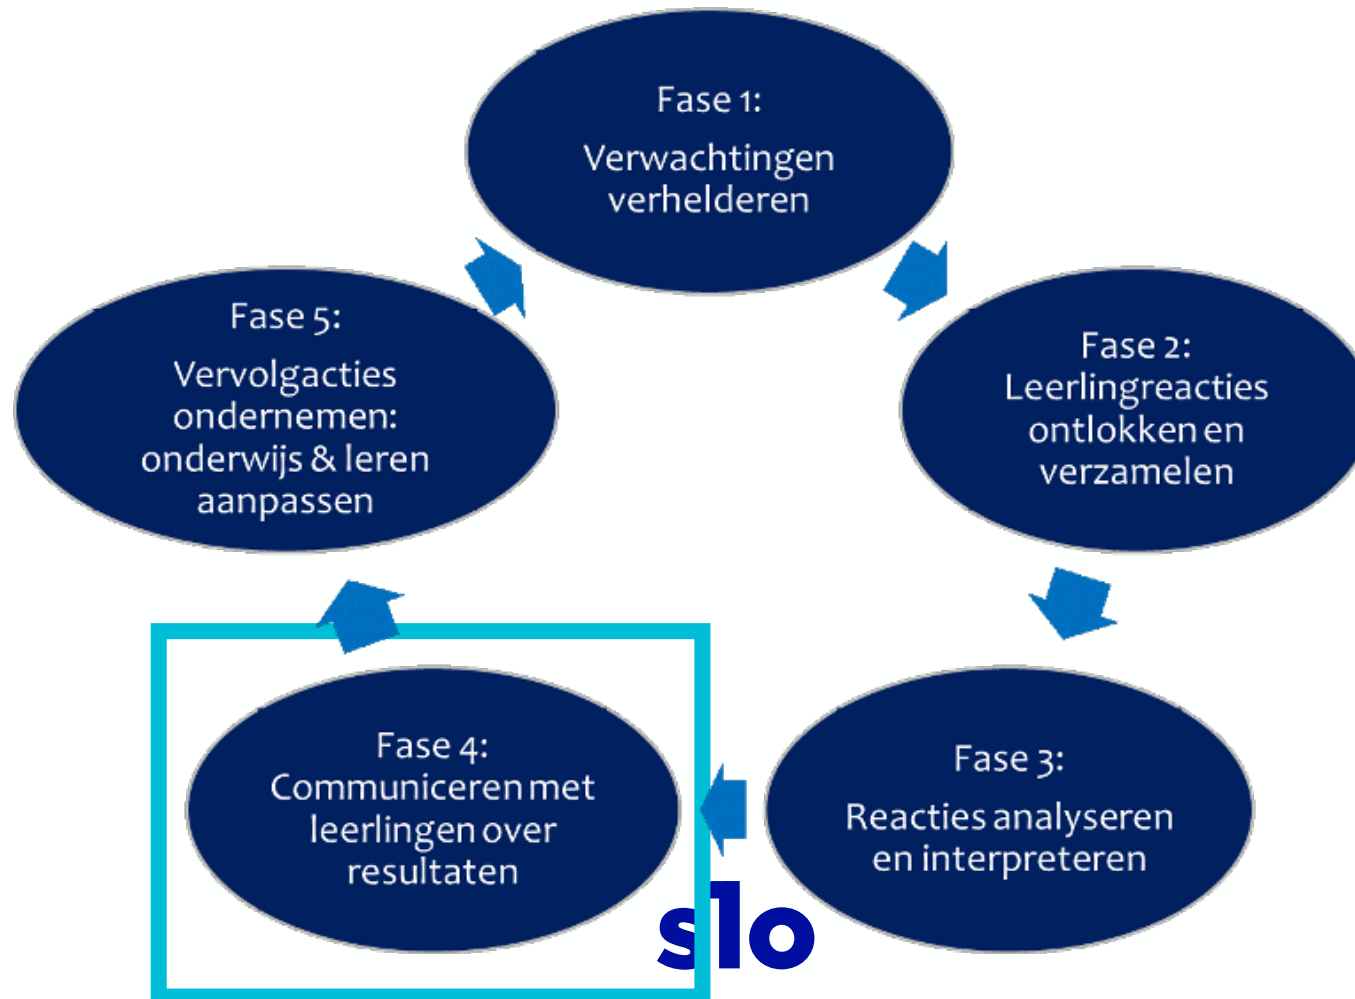 Fase 1:
Verwachtingen
verhelderen
Fase 2:
Leerlingreacties
ontlokken en
verzamelen
Fase 3:
Reacties analyseren
en interpreteren
Fase 4:
Communiceren met
leerlingen over
resultaten
Fase 5:
Vervolgacties
ondernemen:
onderwijs & leren
aanpassen
slo